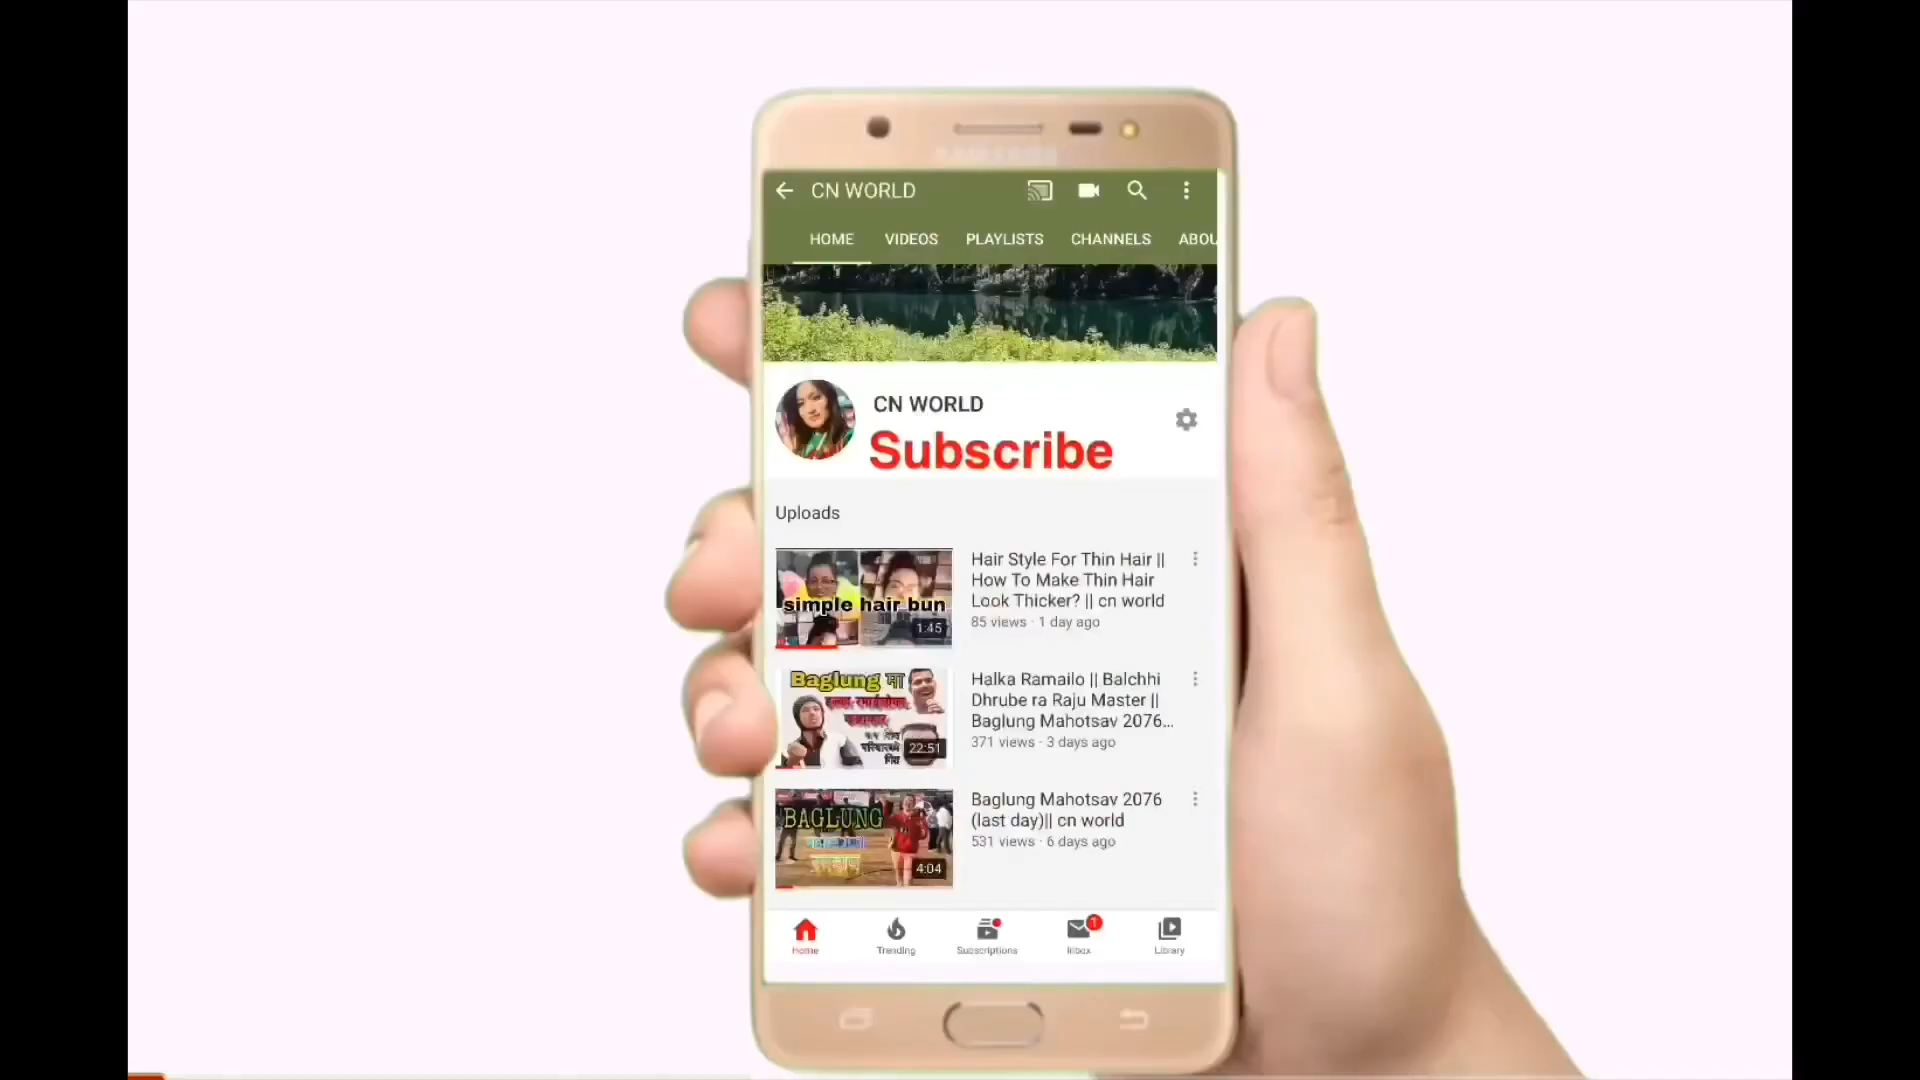 CN WORLD
HOME VIDEOS PLAYLISTS CHANNELS ABOU
CN WORLD
Subscribe
Uploads
simple hair bun
1:45
Hair Style For Thin Hair ||
How To Make Thin Hair
Look Thicker? || cn world
85 views · 1 day ago
Baglung मा
22:51
Halka Ramailo || Balchhi
Dhrube ra Raju Master ||
Baglung Mahotsav 2076...
371 views · 3 days ago
BAGLUNG
4:04
Baglung Mahotsav 2076
(last day)|| cn world
531 views · 6 days ago
1
Home Trending Subscriptions Inbox Library